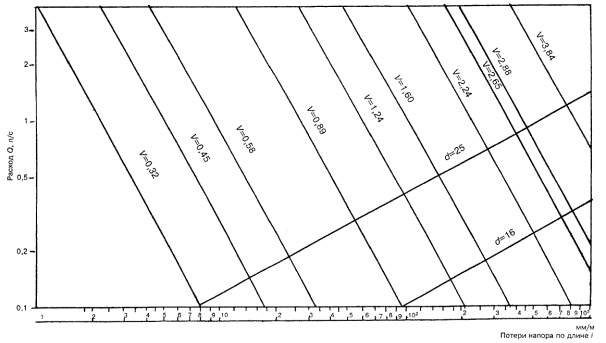 3
2
1
0,5
0,2
0,1
Расход Q, л/с
V=0,32
V=0,45
V=0,58
V=0,89
V=1,24
V=1,60
V=2,24
V=2,65
V=2,88
V=3,84
d=25
d=16
1 2 3 4 5 6 7 8 9 10 2 3 4 5 6 7 8 9 10² 2 3 4 5 6 7 8 9 10³
мм/м
Потери напора по длине i